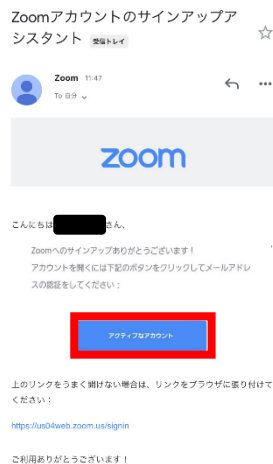 Zoomアカウントのサインアップア
シスタント 受信トレイ
Zoom 11:47
To 自分
zoom
こんにちは さん、
Zoomへのサインアップありがとうございます！
アカウントを開くには下記のボタンをクリックしてメールアドレ
スの認証をしてください：
アクティブなアカウント
上のリンクをうまく開けない場合は、リンクをブラウザに張り付けて
ください：
https://us04web.zoom.us/signin
ご利用ありがとうございます！